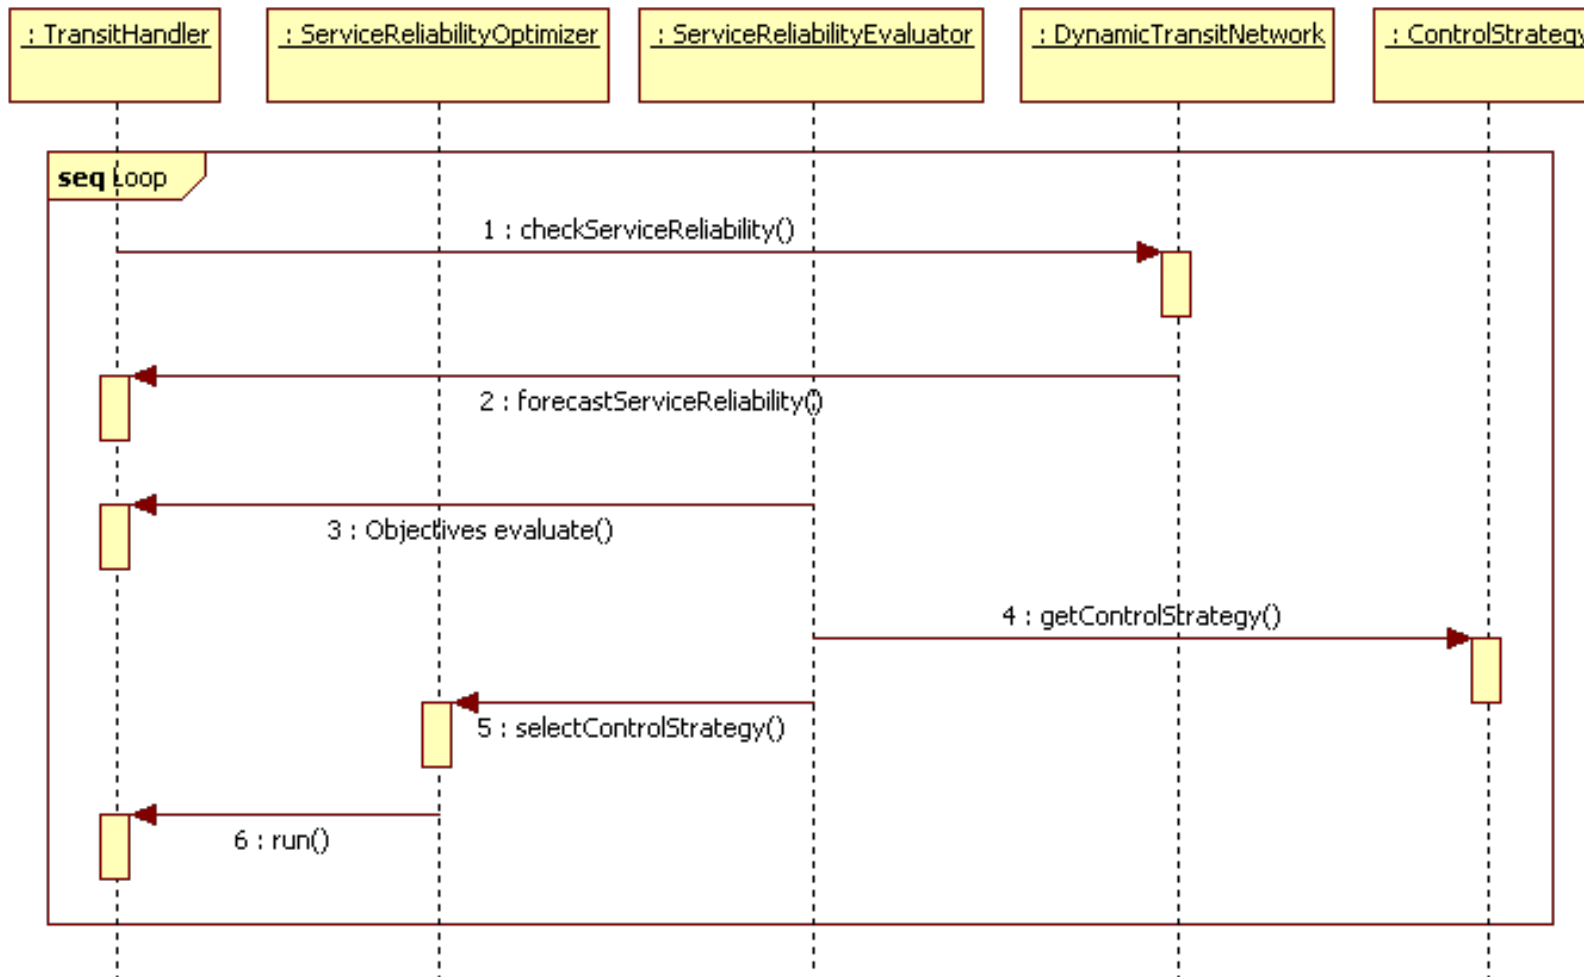 : TransitHandler
: ServiceReliabilityOptimizer
: ServiceReliabilityEvaluator
: DynamicTransitNetwork
: ControlStrategy
seq Loop
1 : checkServiceReliability()
2 : forecastServiceReliability()
3 : Objectives evaluate()
4 : getControlStrategy()
5 : selectControlStrategy()
6 : run()